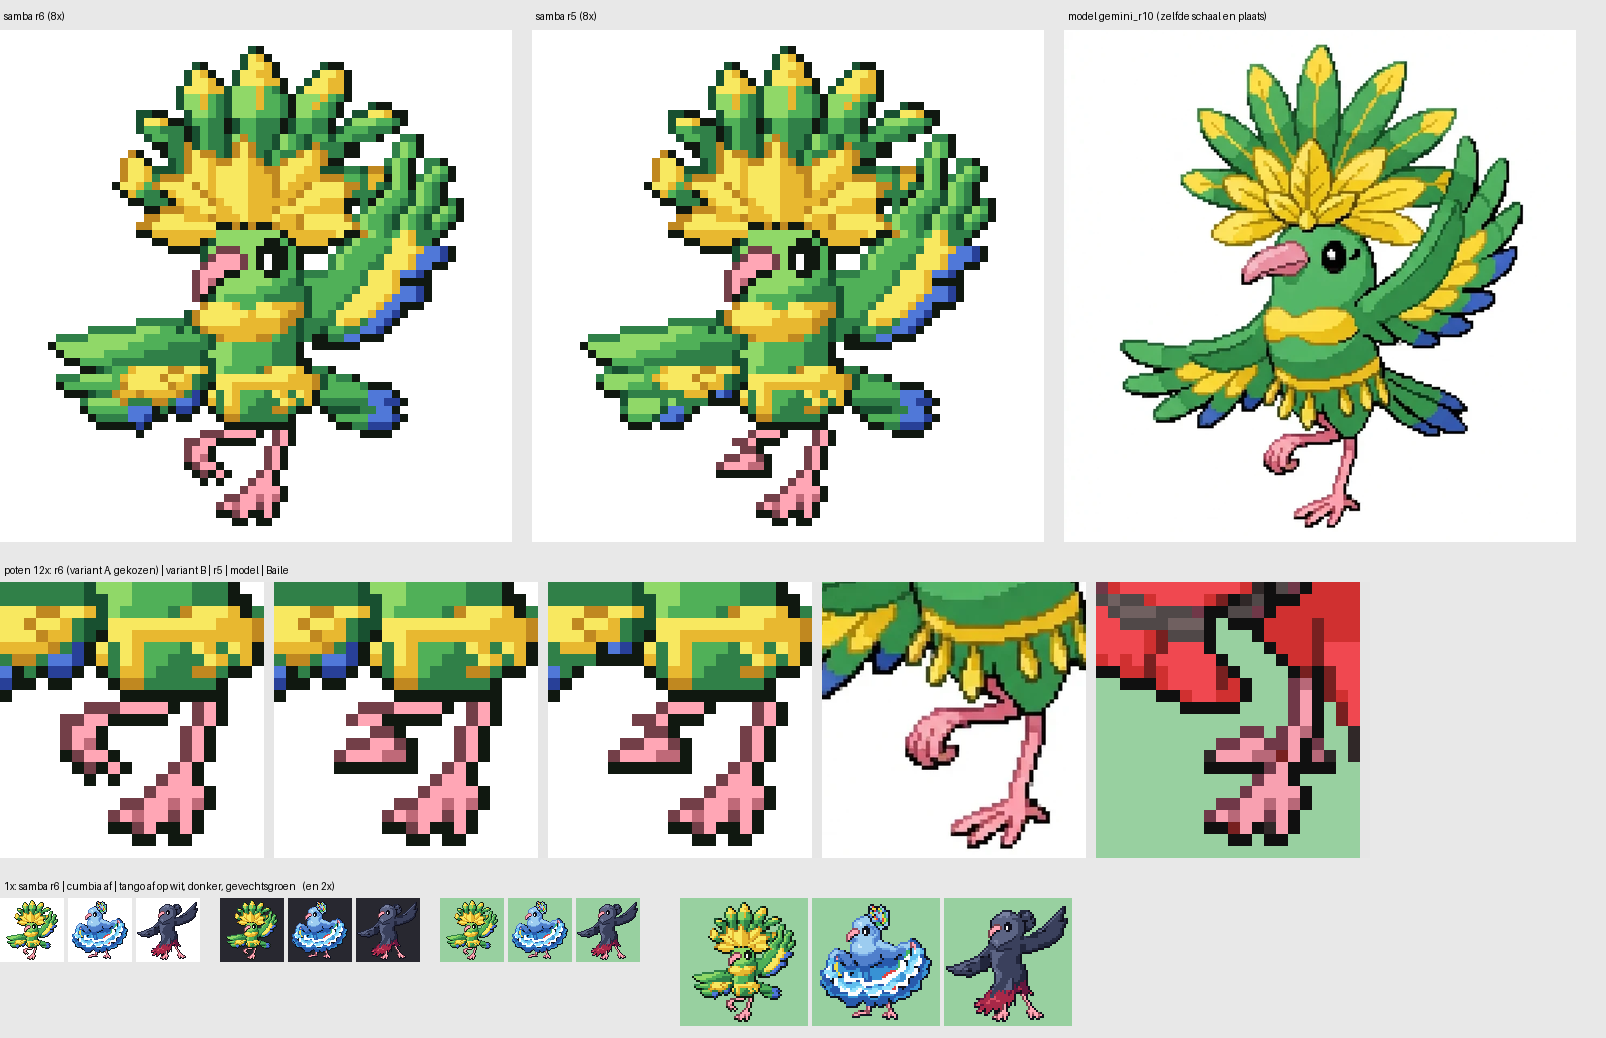 samba r6 (8x)
samba r5 (8x)
model gemini_r10 (zelfde schaal en plaats)
poten 12x: r6 (variant A, gekozen) | variant B | r5 | model | Baile
1x: samba r6 | cumbia af | tango af op wit, donker, gevechtsgroen (en 2x)